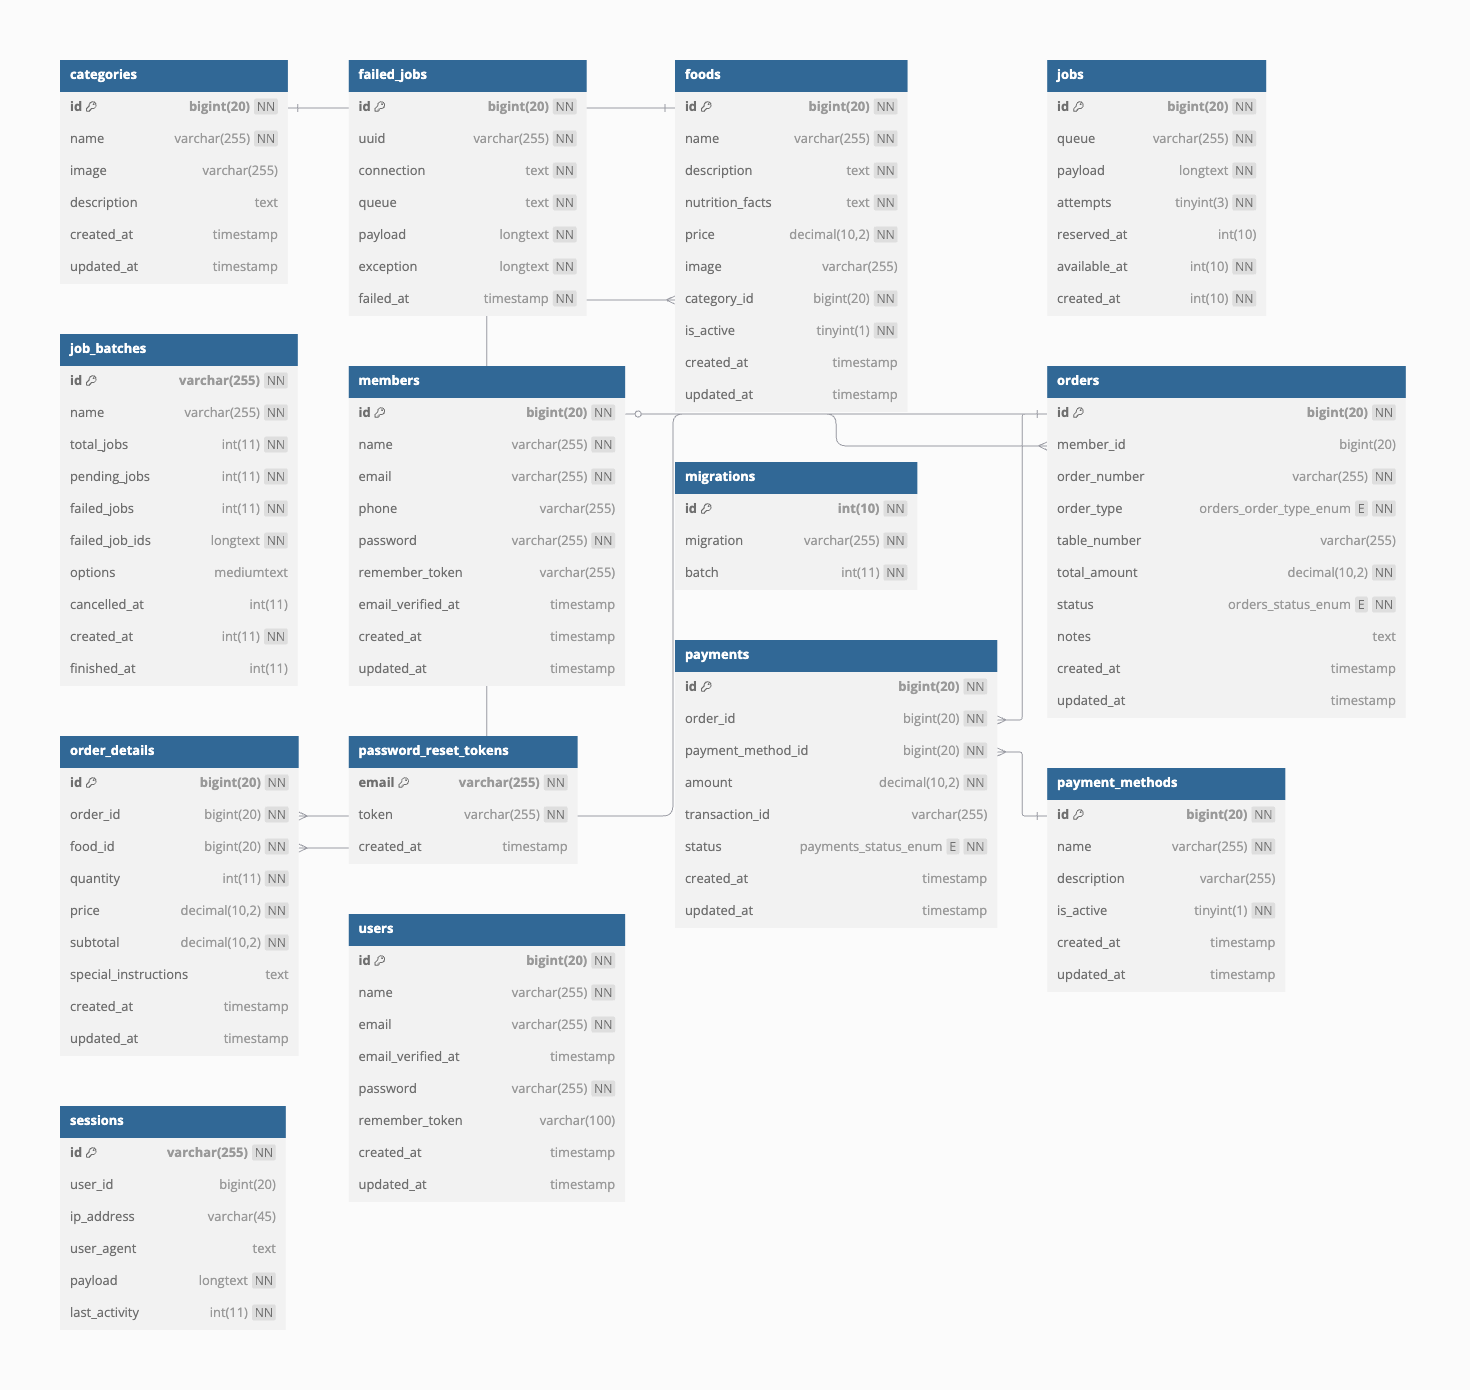 categories
id bigint(20) NN
name varchar(255) NN
image varchar(255)
description text
created_at timestamp
updated_at timestamp
failed_jobs
id bigint(20) NN
uuid varchar(255) NN
connection text NN
queue text NN
payload longtext NN
exception longtext NN
failed_at timestamp NN
foods
id bigint(20) NN
name varchar(255) NN
description text NN
nutrition_facts text NN
price decimal(10,2) NN
image varchar(255)
category_id bigint(20) NN
is_active tinyint(1) NN
created_at timestamp
updated_at timestamp
jobs
id bigint(20) NN
queue varchar(255) NN
payload longtext NN
attempts tinyint(3) NN
reserved_at int(10)
available_at int(10) NN
created_at int(10) NN
job_batches
id varchar(255) NN
name varchar(255) NN
total_jobs int(11) NN
pending_jobs int(11) NN
failed_jobs int(11) NN
failed_job_ids longtext NN
options mediumtext
cancelled_at int(11)
created_at int(11) NN
finished_at int(11)
members
id bigint(20) NN
name varchar(255) NN
email varchar(255) NN
phone varchar(255)
password varchar(255) NN
remember_token varchar(255)
email_verified_at timestamp
created_at timestamp
updated_at timestamp
migrations
id int(10) NN
migration varchar(255) NN
batch int(11) NN
orders
id bigint(20) NN
member_id bigint(20)
order_number varchar(255) NN
order_type orders_order_type_enum E NN
table_number varchar(255)
total_amount decimal(10,2) NN
status orders_status_enum E NN
notes text
created_at timestamp
updated_at timestamp
payments
id bigint(20) NN
order_id bigint(20) NN
payment_method_id bigint(20) NN
amount decimal(10,2) NN
transaction_id varchar(255)
status payments_status_enum E NN
created_at timestamp
updated_at timestamp
order_details
id bigint(20) NN
order_id bigint(20) NN
food_id bigint(20) NN
quantity int(11) NN
price decimal(10,2) NN
subtotal decimal(10,2) NN
special_instructions text
created_at timestamp
updated_at timestamp
password_reset_tokens
email varchar(255) NN
token varchar(255) NN
created_at timestamp
payment_methods
id bigint(20) NN
name varchar(255) NN
description varchar(255)
is_active tinyint(1) NN
created_at timestamp
updated_at timestamp
users
id bigint(20) NN
name varchar(255) NN
email varchar(255) NN
email_verified_at timestamp
password varchar(255) NN
remember_token varchar(100)
created_at timestamp
updated_at timestamp
sessions
id varchar(255) NN
user_id bigint(20)
ip_address varchar(45)
user_agent text
payload longtext NN
last_activity int(11) NN